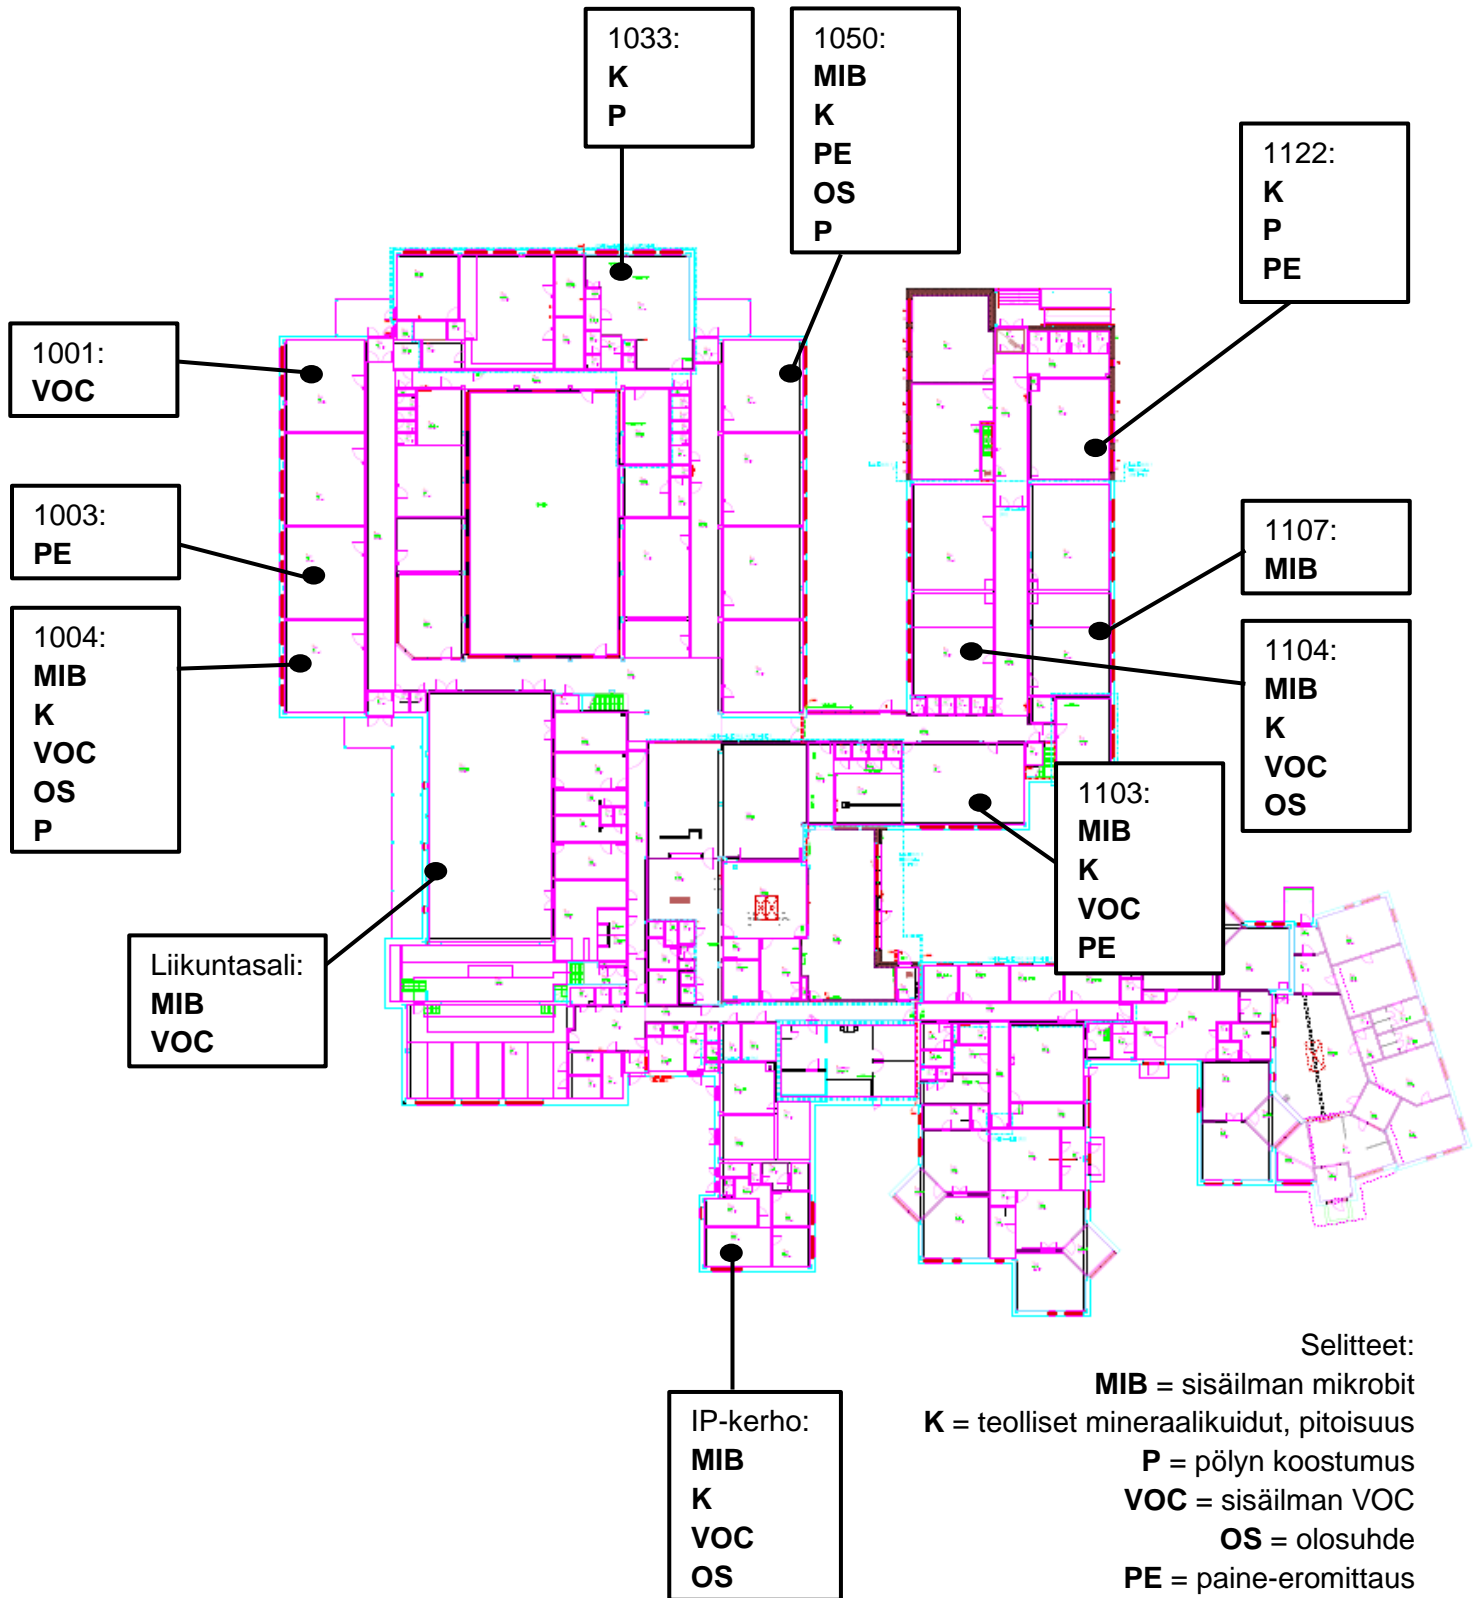 1033:
K
P
1050:
MIB
K
PE
OS
P
1122:
K
P
PE
1001:
VOC
1003:
PE
1107:
MIB
1004:
MIB
K
VOC
OS
P
1104:
MIB
K
VOC
OS
1103:
MIB
K
VOC
PE
Liikuntasali:
MIB
VOC
IP-kerho:
MIB
K
VOC
OS
Selitteet:
MIB = sisäilman mikrobit
K = teolliset mineraalikuidut, pitoisuus
P = pölyn koostumus
VOC = sisäilman VOC
OS = olosuhde
PE = paine-eromittaus